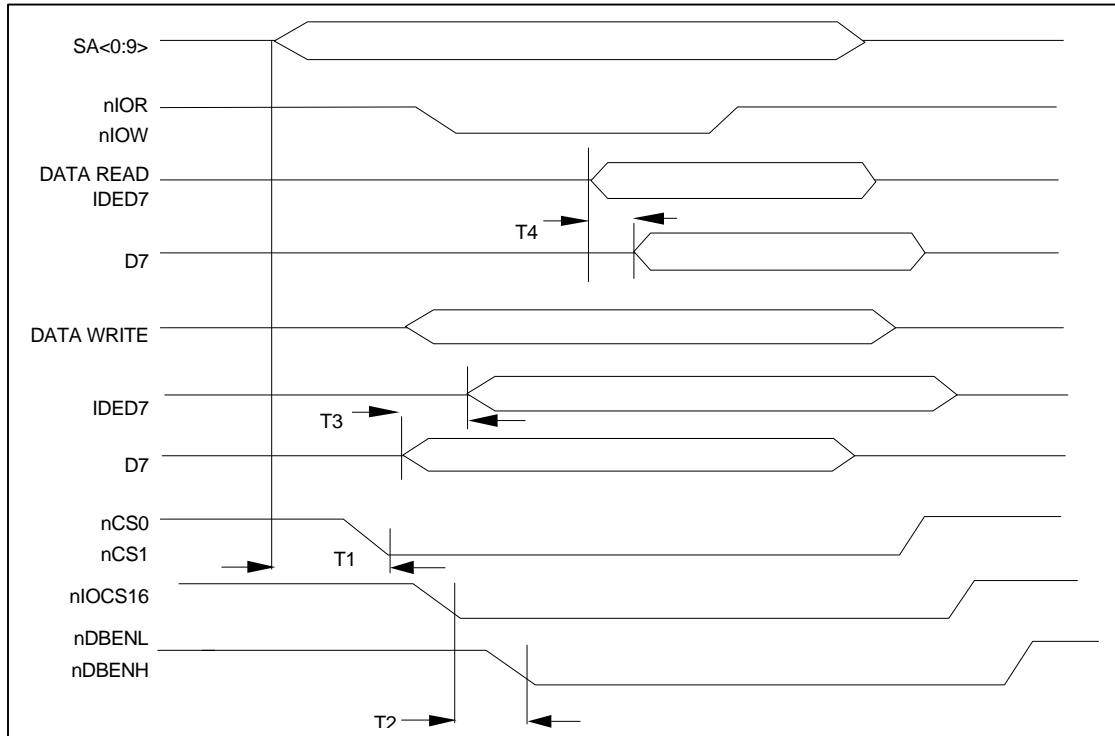 SA<0:9>
nIOR
nIOW
DATA READ
IDED7
T4
D7
DATA WRITE
IDED7
T3
D7
nCS0
nCS1
T1
nIOCS16
nDBENL
nDBENH
T2